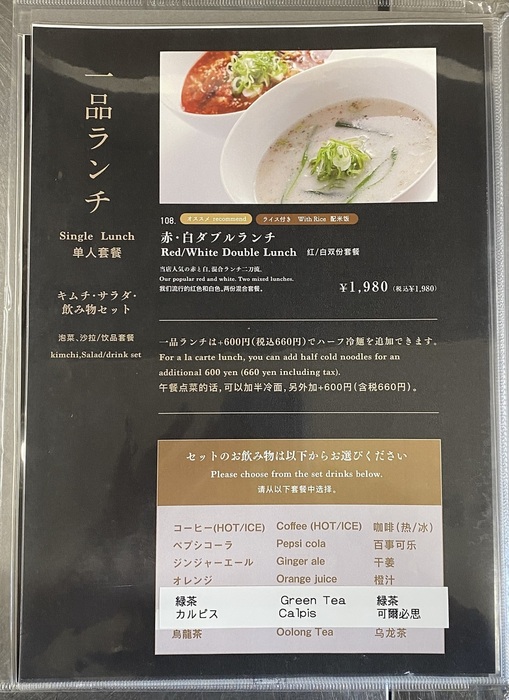 一品ランチ
Single Lunch
单人套餐
キムチ・サラダ・
飲み物セット
泡菜、沙拉/饮品套餐
kimchi,Salad/drink set
108. オススメ recommend ライス付き With Rice 配米饭
赤・白ダブルランチ
Red/White Double Lunch 红/白双份套餐
当店人気の赤と白、混合ランチ二刀流。
Our popular red and white. Two mixed lunches.
我们流行的红色和白色。两份混合套餐。
¥1,980 (税込¥1,980)
一品ランチは+600円(税込660円)でハーフ冷麺を追加できます。
For a la carte lunch, you can add half cold noodles for an
additional 600 yen (660 yen including tax).
午餐点菜的话,可以加半冷面,另外加+600円(含税660円)。
セットのお飲み物は以下からお選びください
Please choose from the set drinks below.
请从以下套餐中选择。
コーヒー(HOT/ICE) Coffee (HOT/ICE) 咖啡(热/冰)
ペプシコーラ Pepsi cola 百事可乐
ジンジャーエール Ginger ale 干姜
オレンジ Orange juice 橙汁
緑茶 Green Tea 緑茶
カルピス Calpis 可爾必思
烏龍茶 Oolong Tea 乌龙茶